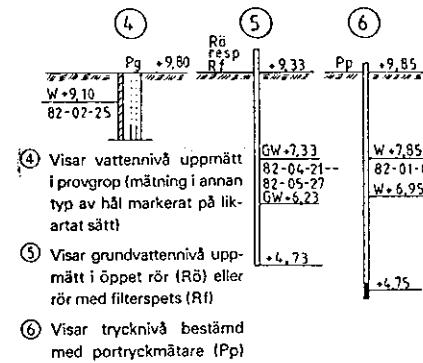 4
Pg +9,80
W +9,10
82-02-25
5
Rö
resp
Rf
+9,33
GW+7,33
82-04-21--
82-05-27
GW+6,23
+4,73
6
Pp +9,85
W+7,85
82-01-
W+6,95
+4,75
4 Visar vattennivå uppmätt
i provgrop (mätning i annan
typ av hål markerat på lik-
artat sätt)
5 Visar grundvattennivå upp-
mätt i öppet rör (Rö) eller
rör med filterspets (Rf)
6 Visar trycknivå bestämd
med portryckmätare (Pp)